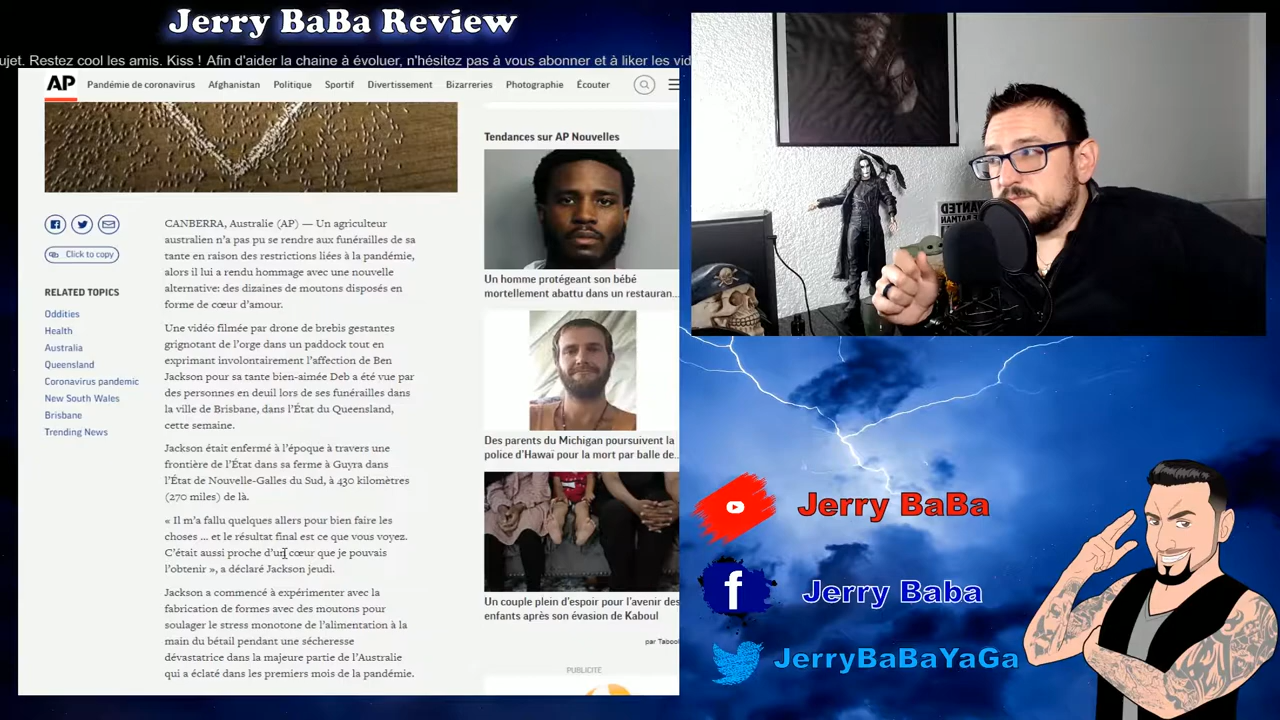 Jerry BaBa Review
ujet. Restez cool les amis. Kiss ! Afin d'aider la chaine à évoluer, n'hésitez pas à vous abonner et à liker les vid
AP
Pandémie de coronavirus
Afghanistan
Politique
Sportif
Divertissement
Bizarreries
Photographie
Écouter
Click to copy
RELATED TOPICS
Oddities
Health
Australia
Queensland
Coronavirus pandemic
New South Wales
Brisbane
Trending News
CANBERRA, Australie (AP) — Un agriculteur
australien n'a pas pu se rendre aux funérailles de sa
tante en raison des restrictions liées à la pandémie,
alors il lui a rendu hommage avec une nouvelle
alternative: des dizaines de moutons disposés en
forme de cœur d'amour.
Une vidéo filmée par drone de brebis gestantes
grignotant de l'orge dans un paddock tout en
exprimant involontairement l'affection de Ben
Jackson pour sa tante bien-aimée Deb a été vue par
des personnes en deuil lors de ses funérailles dans
la ville de Brisbane, dans l'État du Queensland,
cette semaine.
Jackson était enfermé à l'époque à travers une
frontière de l'État dans sa ferme à Guyra dans
l'État de Nouvelle-Galles du Sud, à 430 kilomètres
(270 miles) de là.
« Il m'a fallu quelques allers pour bien faire les
choses ... et le résultat final est ce que vous voyez.
C'était aussi proche d'un cœur que je pouvais
l'obtenir », a déclaré Jackson jeudi.
Jackson a commencé à expérimenter avec la
fabrication de formes avec des moutons pour
soulager le stress monotone de l'alimentation à la
main du bétail pendant une sécheresse
dévastatrice dans la majeure partie de l'Australie
qui a éclaté dans les premiers mois de la pandémie.
Tendances sur AP Nouvelles
Un homme protégeant son bébé
mortellement abattu dans un restauran...
Des parents du Michigan poursuivent la
police d'Hawai pour la mort par balle de...
Un couple plein d'espoir pour l'avenir des
enfants après son évasion de Kaboul
par Tabool
PUBLICITÉ
WANTED
Jerry BaBa
f
Jerry Baba
JerryBaBaYaGa